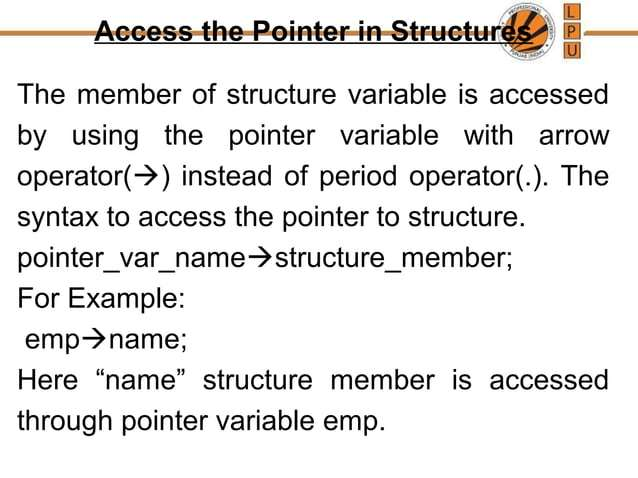 Access the Pointer in Structures
L
P
U
The member of structure variable is accessed
by using the pointer variable with arrow
operator(→) instead of period operator(.). The
syntax to access the pointer to structure.
pointer_var_name→structure_member;
For Example:
emp→name;
Here “name” structure member is accessed
through pointer variable emp.